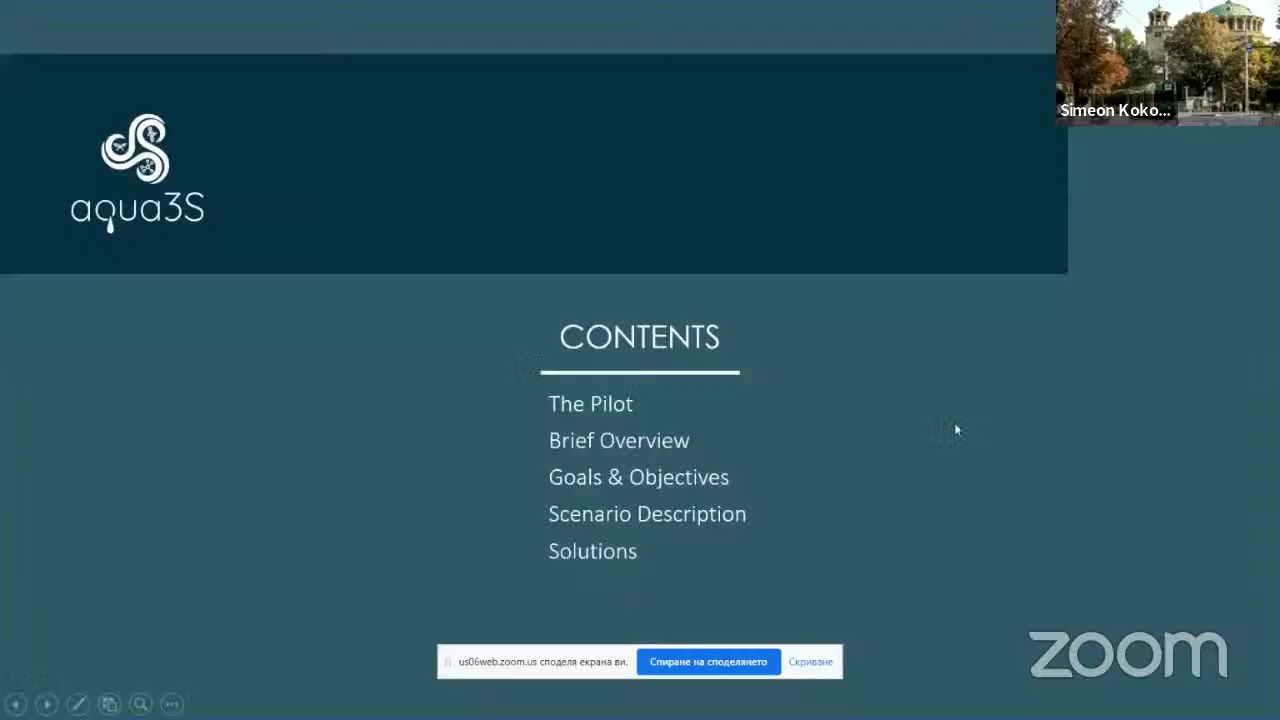 Simeon Koko...
aqua3S
CONTENTS
The Pilot
Brief Overview
Goals & Objectives
Scenario Description
Solutions
us06web.zoom.us споделя екрана ви.
Спиране на споделянето
Скриване
zoom